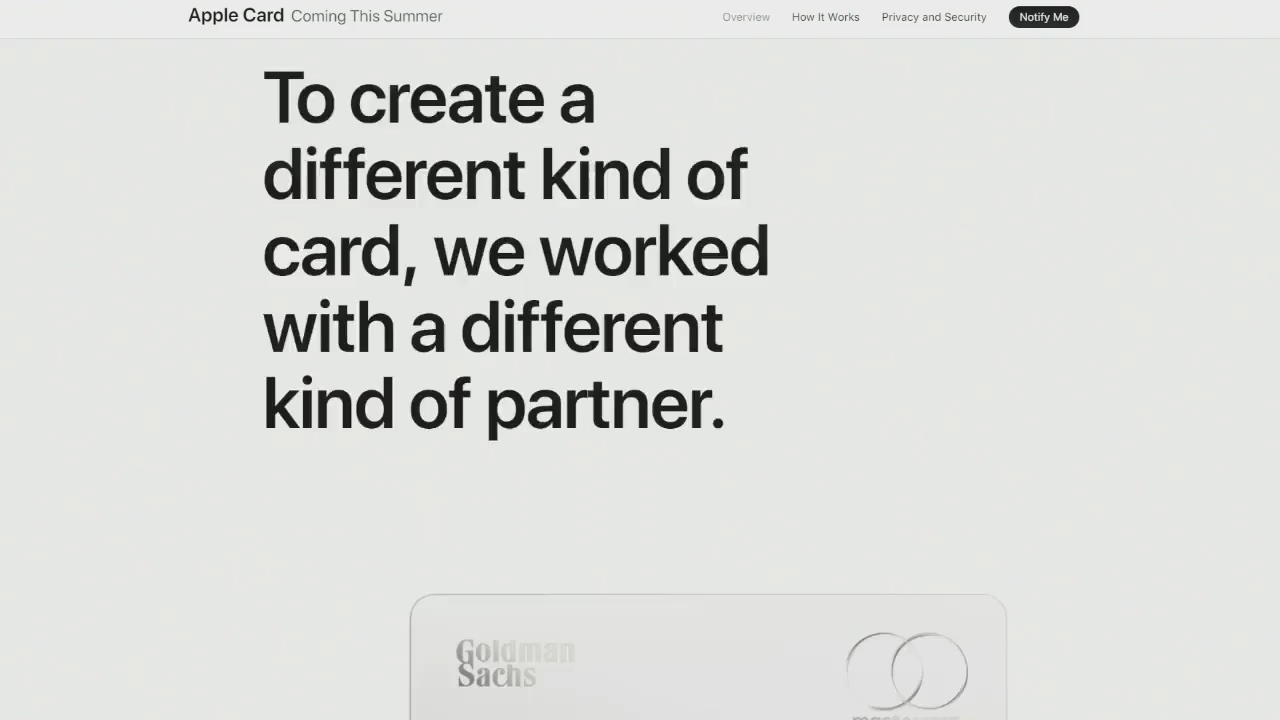 Apple Card Coming This Summer
Overview How It Works Privacy and Security Notify Me
To create a
different kind of
card, we worked
with a different
kind of partner.
Goldman
Sachs